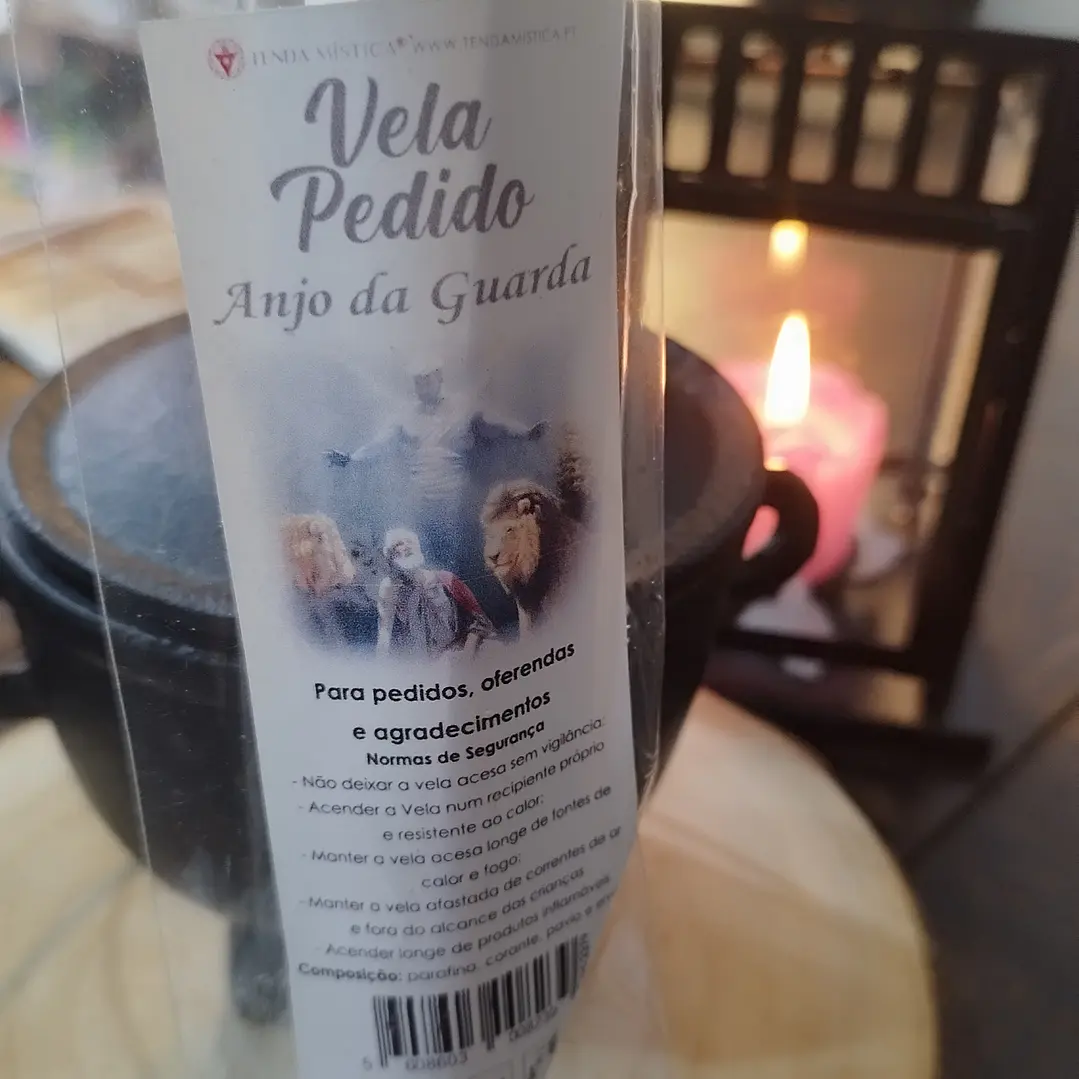 TENDA MÍSTICA® WWW.TENDAMISTICA.PT
Vela
Pedido
Anjo da Guarda
Para pedidos, oferendas
e agradecimentos
Normas de Segurança
- Não deixar a vela acesa sem vigilância;
- Acender a Vela num recipiente próprio
e resistente ao calor;
- Manter a vela acesa longe de fontes de
calor e fogo;
- Manter a vela afastada de correntes de ar
e fora do alcance das crianças
- Acender longe de produtos inflamáveis
Composição: parafina, corante, pavio e
5 608603